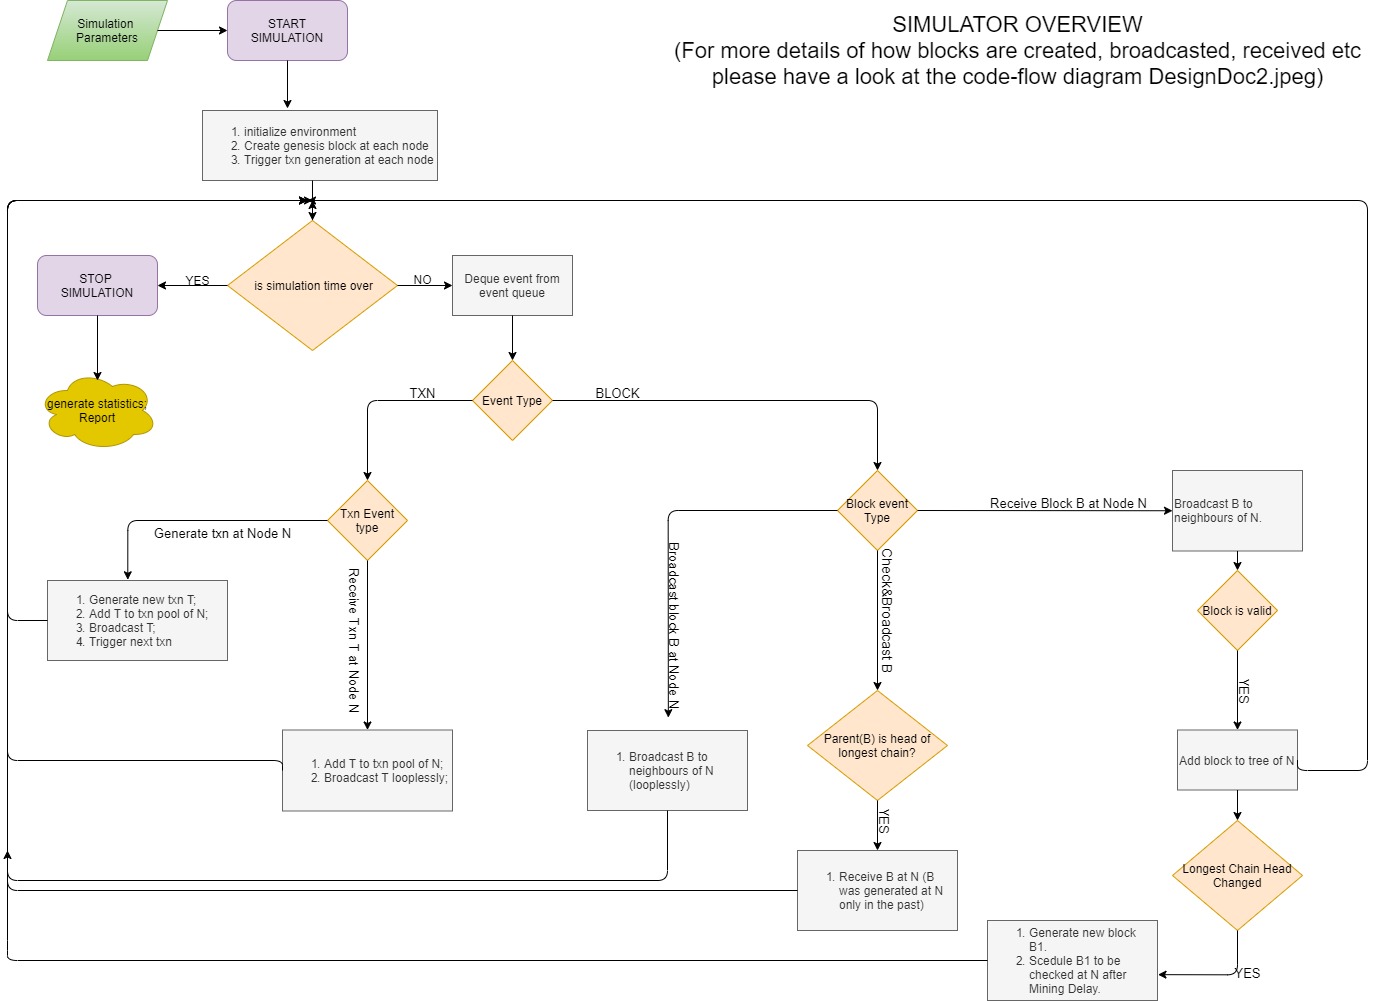 Simulation
Parameters
START
SIMULATION
SIMULATOR OVERVIEW
(For more details of how blocks are created, broadcasted, received etc
please have a look at the code-flow diagram DesignDoc2.jpeg)
1. initialize environment
2. Create genesis block at each node
3. Trigger txn generation at each node
STOP
SIMULATION
YES
is simulation time over
NO
Deque event from
event queue
generate statistics;
Report
TXN
Event Type
BLOCK
Txn Event
type
Generate txn at Node N
Block event
Type
Receive Block B at Node N
Broadcast B to
neighbours of N.
1. Generate new txn T;
2. Add T to txn pool of N;
3. Broadcast T;
4. Trigger next txn
Receive Txn T at Node N
Broadcast block B at Node N
Check&Broadcast B
Block is valid
YES
1. Add T to txn pool of N;
2. Broadcast T looplessly;
1. Broadcast B to
neighbours of N
(looplessly)
Parent(B) is head of
longest chain?
Add block to tree of N
YES
1. Receive B at N (B
was generated at N
only in the past)
Longest Chain Head
Changed
1. Generate new block
B1.
2. Scedule B1 to be
checked at N after
Mining Delay.
YES